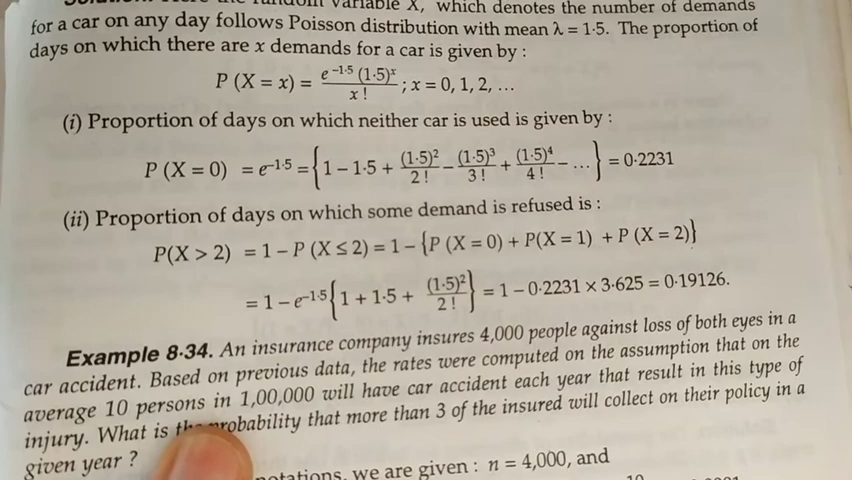 variable X, which denotes the number of demands
for a car on any day follows Poisson distribution with mean λ = 1·5. The proportion of
days on which there are x demands for a car is given by :
P (X = x) = e^–1·5 (1·5)^x / x ! ; x = 0, 1, 2, ...
(i) Proportion of days on which neither car is used is given by :
P (X = 0) = e^–1·5 = {1 – 1·5 + (1·5)^2 / 2 ! – (1·5)^3 / 3 ! + (1·5)^4 / 4 ! – ...} = 0·2231
(ii) Proportion of days on which some demand is refused is :
P(X > 2) = 1 – P (X ≤ 2) = 1 – {P (X = 0) + P(X = 1) + P (X = 2)}
= 1 – e^–1·5 {1 + 1·5 + (1·5)^2 / 2 !} = 1 – 0·2231 × 3·625 = 0·19126.
Example 8·34. An insurance company insures 4,000 people against loss of both eyes in a
car accident. Based on previous data, the rates were computed on the assumption that on the
average 10 persons in 1,00,000 will have car accident each year that result in this type of
injury. What is the probability that more than 3 of the insured will collect on their policy in a
given year ?
notations, we are given : n = 4,000, and